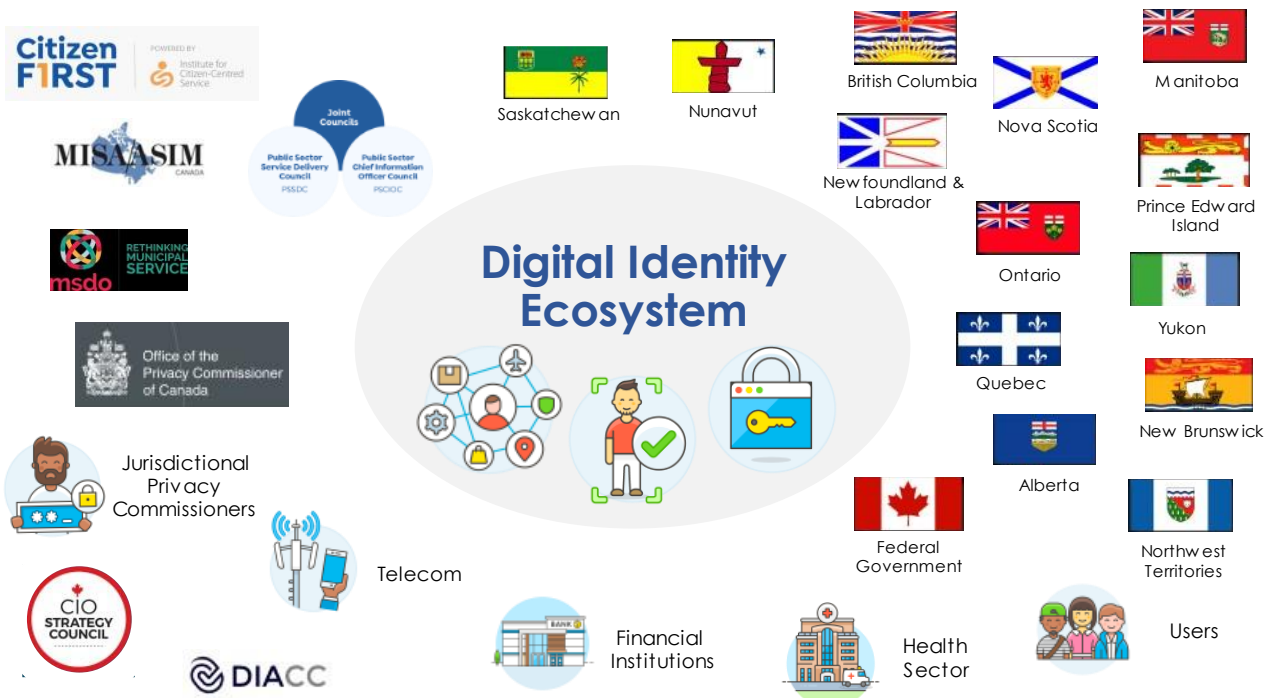 Citizen
F1RST
POWERED BY
Institute for
Citizen-Centred
Service
MISA/ASIM
CANADA
Joint
Councils
Public Sector
Service Delivery
Council
PSSDC
Public Sector
Chief Information
Officer Council
PSCIOC
msdo
RETHINKING
MUNICIPAL
SERVICE
Office of the
Privacy Commissioner
of Canada
Jurisdictional
Privacy
Commissioners
Telecom
CIO
STRATEGY
COUNCIL
DIACC
Saskatchewan
Nunavut
British Columbia
Nova Scotia
Manitoba
Newfoundland &
Labrador
Prince Edward
Island
Ontario
Yukon
Quebec
New Brunswick
Alberta
Federal
Government
Northwest
Territories
Digital Identity
Ecosystem
BANK
Financial
Institutions
Health
Sector
Users